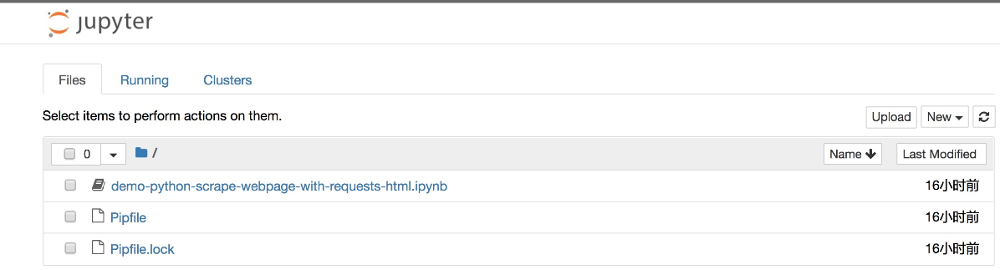 jupyter
Files Running Clusters
Select items to perform actions on them.
Upload New
0 / Name Last Modified
demo-python-scrape-webpage-with-requests-html.ipynb 16小时前
Pipfile 16小时前
Pipfile.lock 16小时前